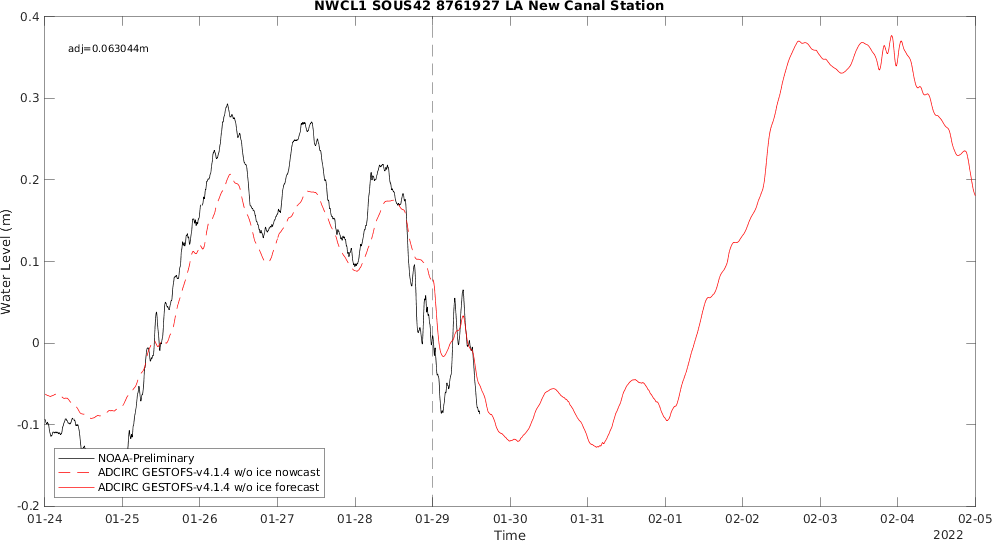 NWCL1 SOUS42 8761927 LA New Canal Station
adj=0.063044m
0.4
0.3
0.2
0.1
0
-0.1
-0.2
Water Level (m)
NOAA-Preliminary
ADCIRC GESTOFS-v4.1.4 w/o ice nowcast
ADCIRC GESTOFS-v4.1.4 w/o ice forecast
01-24 01-25 01-26 01-27 01-28 01-29 01-30 01-31 02-01 02-02 02-03 02-04 02-05
Time
2022